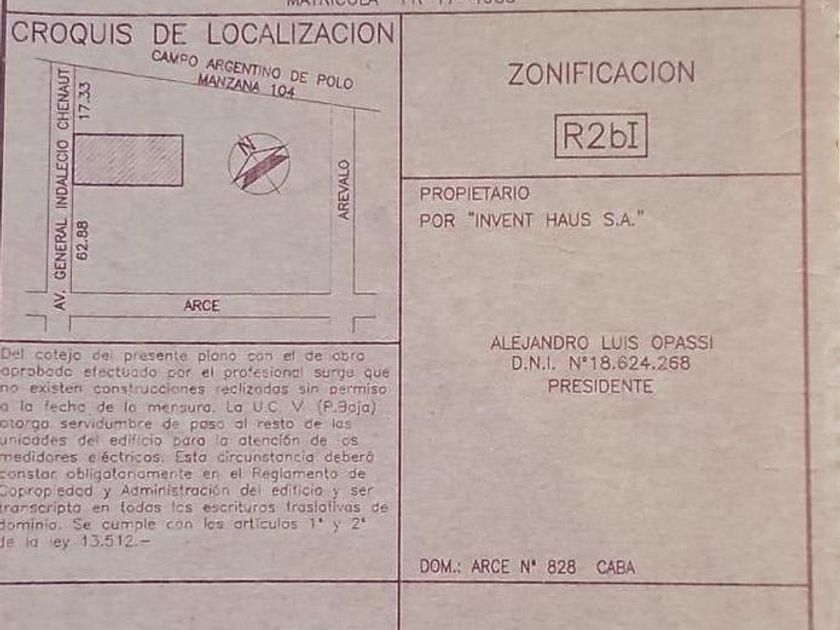 CROQUIS DE LOCALIZACION
CAMPO ARGENTINO DE POLO
MANZANA 104
AV. GENERAL INDALECIO CHENAUT
17.33
62.88
N
AREVALO
ARCE
Del cotejo del presente plano con el de obra
aprobado efectuado por el profesional surge que
no existen construcciones realizadas sin permiso
a la fecha de la mensura. La U.C. V (P.Baja)
otorga servidumbre de paso al resto de las
unidades del edificio para la atención de los
medidores eléctricos. Esta circunstancia deberá
constar obligatoriamente en el Reglamento de
Copropiedad y Administración del edificio y ser
transcripta en todas las escrituras traslativas de
dominio. Se cumple con los artículos 1° y 2°
de la ley 13.512.-
ZONIFICACION
R2bI
PROPIETARIO
POR "INVENT HAUS S.A."
ALEJANDRO LUIS OPASSI
D.N.I. N°18.624.268
PRESIDENTE
DOM.: ARCE N° 828 CABA